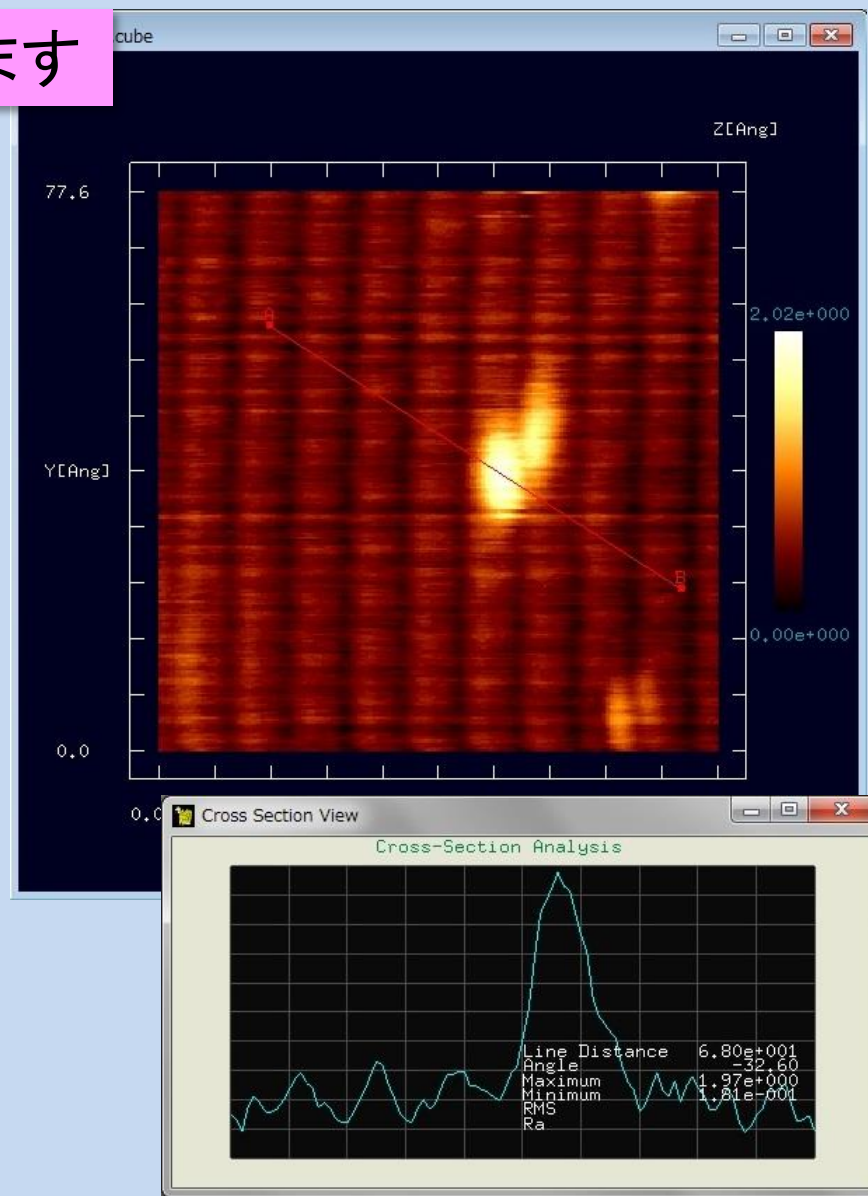 ます
.cube
Z[Ang]
77.6
2.02e+000
A
Y[Ang]
B
0.00e+000
0.0
0.0
Cross Section View
Cross-Section Analysis
Line Distance 6.80e+001
Angle -32.60
Maximum 1.97e+000
Minimum 1.81e-001
RMS
Ra